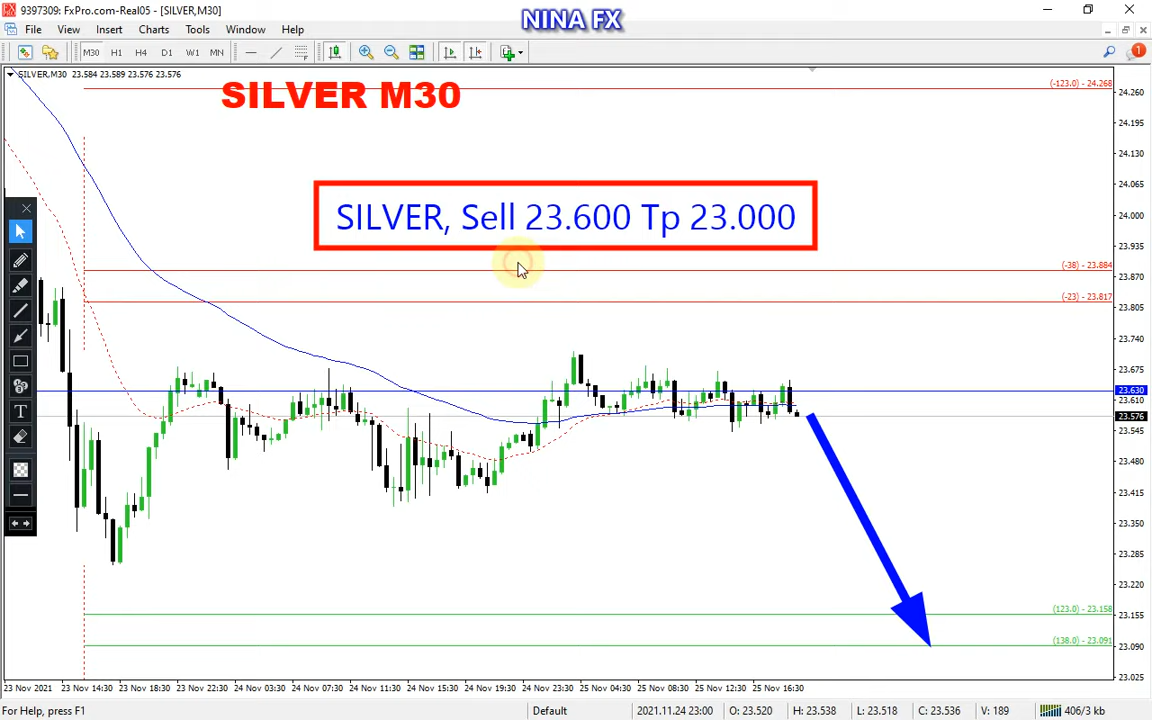 9397309: FxPro.com-Real05 - [SILVER,M30]
NINA FX
File View Insert Charts Tools Window Help
M30 H1 H4 D1 W1 MN
1
SILVER,M30 23.584 23.589 23.576 23.576
SILVER M30
SILVER, Sell 23.600 Tp 23.000
(-123.0) - 24.268
(-38) - 23.884
(-23) - 23.817
(123.0) - 23.158
(138.0) - 23.091
24.260
24.195
24.130
24.065
24.000
23.935
23.870
23.805
23.740
23.675
23.630
23.610
23.576
23.545
23.480
23.415
23.350
23.285
23.220
23.155
23.090
23.025
T
23 Nov 2021 23 Nov 14:30 23 Nov 18:30 23 Nov 22:30 24 Nov 03:30 24 Nov 07:30 24 Nov 11:30 24 Nov 15:30 24 Nov 19:30 24 Nov 23:30 25 Nov 04:30 25 Nov 08:30 25 Nov 12:30 25 Nov 16:30
For Help, press F1 Default 2021.11.24 23:00 O: 23.520 H: 23.538 L: 23.518 C: 23.536 V: 189 406/3 kb